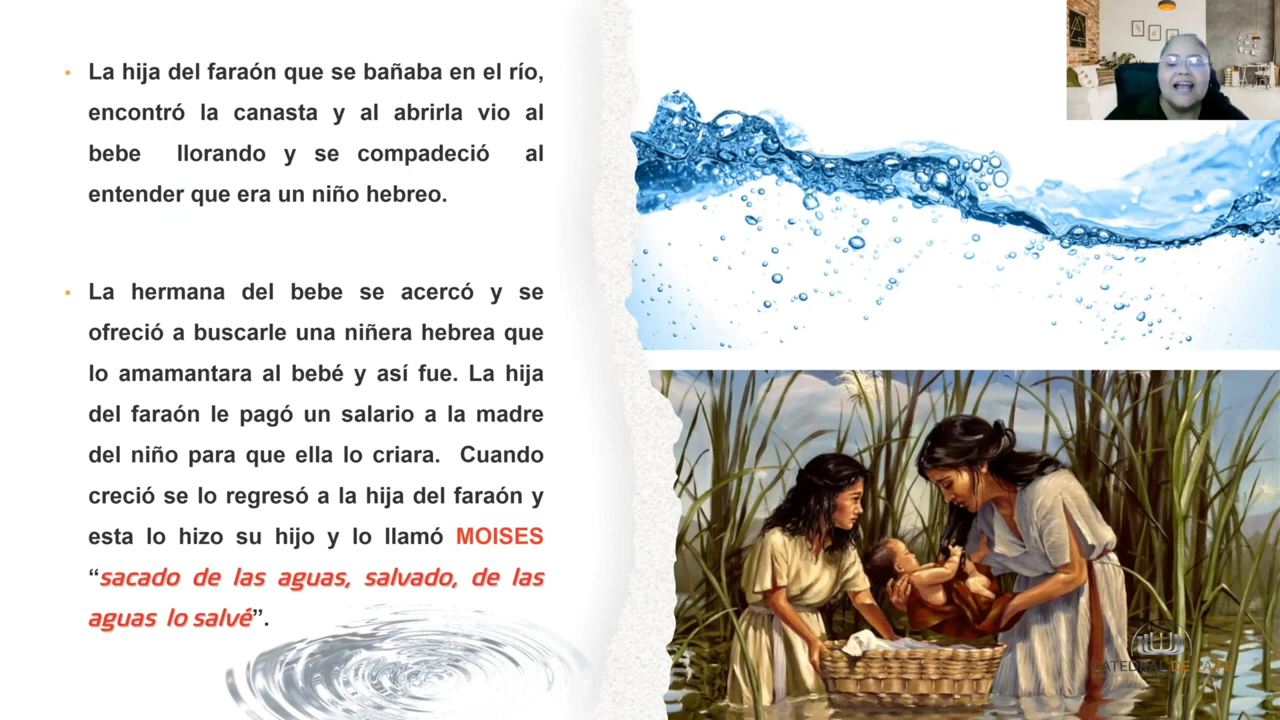 La hija del faraón que se bañaba en el río,
encontró la canasta y al abrirla vio al
bebe llorando y se compadeció al
entender que era un niño hebreo.
La hermana del bebe se acercó y se
ofreció a buscarle una niñera hebrea que
lo amamantara al bebé y así fue. La hija
del faraón le pagó un salario a la madre
del niño para que ella lo criara. Cuando
creció se lo regresó a la hija del faraón y
esta lo hizo su hijo y lo llamó MOISES
“sacado de las aguas, salvado, de las
aguas lo salvé”.
CATEDRAL DE LA FE